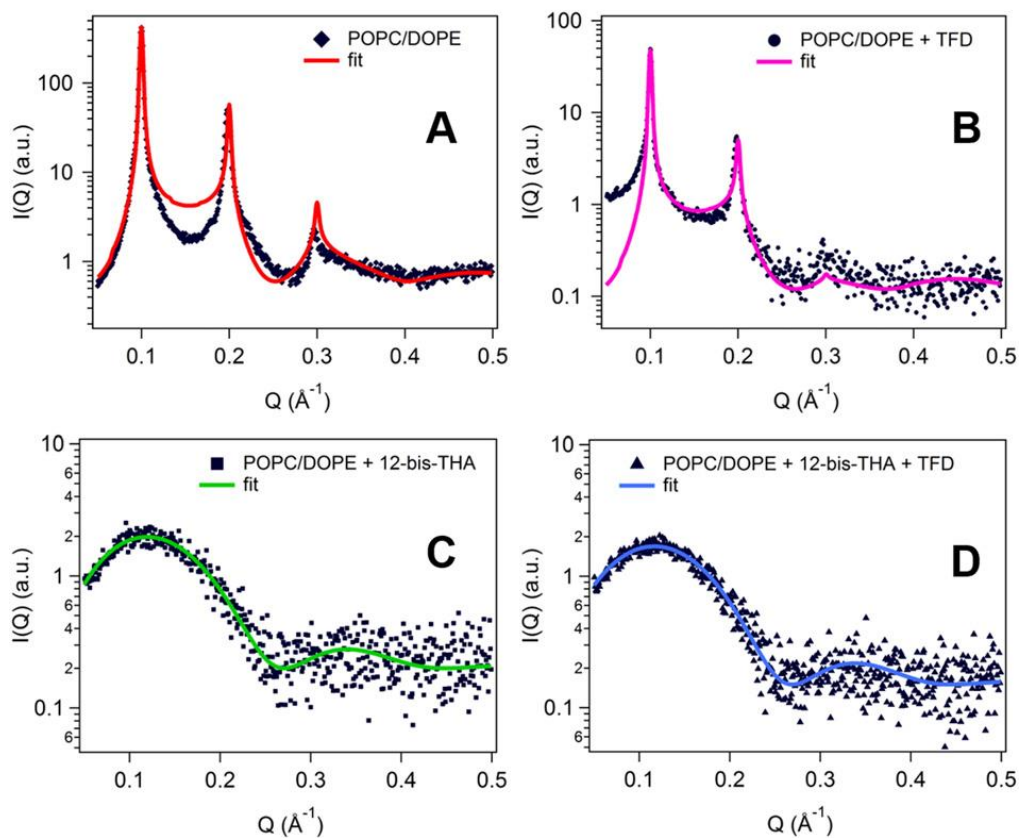 POPC/DOPE
fit
A
100
10
1
I(Q) (a.u.)
0.1 0.2 0.3 0.4 0.5
Q (Å⁻¹)
POPC/DOPE + TFD
fit
B
100
10
1
0.1
I(Q) (a.u.)
0.1 0.2 0.3 0.4 0.5
Q (Å⁻¹)
POPC/DOPE + 12-bis-THA
fit
C
10
6
4
2
1
6
4
2
0.1
6
I(Q) (a.u.)
0.1 0.2 0.3 0.4 0.5
Q (Å⁻¹)
POPC/DOPE + 12-bis-THA + TFD
fit
D
10
6
4
2
1
6
4
2
0.1
6
I(Q) (a.u.)
0.1 0.2 0.3 0.4 0.5
Q (Å⁻¹)